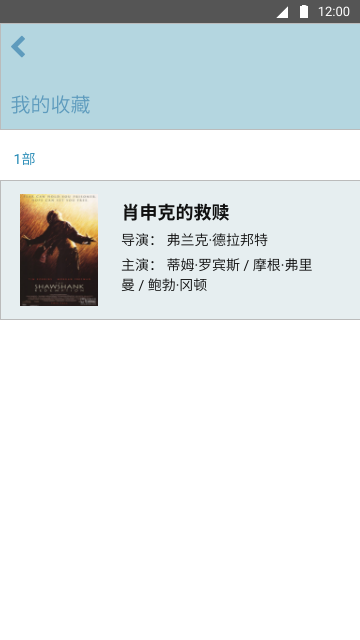 12:00
我的收藏
1部
肖申克的救赎
导演： 弗兰克·德拉邦特
主演： 蒂姆·罗宾斯 / 摩根·弗里
曼 / 鲍勃·冈顿
SHAWSHANK
REDEMPTION